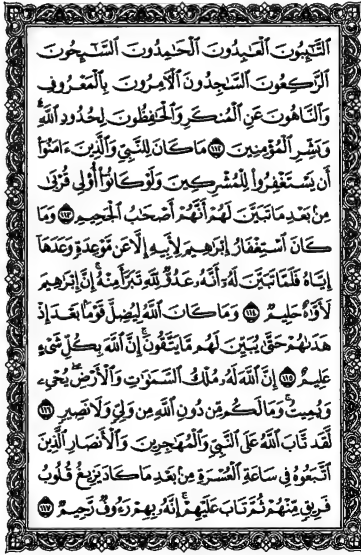 ٱلتَّٰٓئِبُونَ ٱلْعَٰبِدُونَ ٱلْحَٰمِدُونَ ٱلسَّٰٓئِحُونَ
ٱلرَّٰكِعُونَ ٱلسَّٰجِدُونَ ٱلْءَامِرُونَ بِٱلْمَعْرُوفِ
وَٱلنَّاهُونَ عَنِ ٱلْمُنكَرِ وَٱلْحَٰفِظُونَ لِحُدُودِ ٱللَّهِ ۗ
وَبَشِّرِ ٱلْمُؤْمِنِينَ ١١٢ مَا كَانَ لِلنَّبِىِّ وَٱلَّذِينَ ءَامَنُوٓا۟
أَن يَسْتَغْفِرُوا۟ لِلْمُشْرِكِينَ وَلَوْ كَانُوٓا۟ أُو۟لِى قُرْبَىٰ
مِنۢ بَعْدِ مَا تَبَيَّنَ لَهُمْ أَنَّهُمْ أَصْحَٰبُ ٱلْجَحِيمِ ١١٣ وَمَا
كَانَ ٱسْتِغْفَارُ إِبْرَٰهِيمَ لِأَبِيهِ إِلَّا عَن مَّوْعِدَةٍ وَعَدَهَآ
إِيَّاهُ فَلَمَّا تَبَيَّنَ لَهُۥٓ أَنَّهُۥ عَدُوٌّ لِّلَّهِ تَبَرَّأَ مِنْهُ ۚ إِنَّ إِبْرَٰهِيمَ
لَأَوَّٰهٌ حَلِيمٌ ١١٤ وَمَا كَانَ ٱللَّهُ لِيُضِلَّ قَوْمًۢا بَعْدَ إِذْ
هَدَىٰهُمْ حَتَّىٰ يُبَيِّنَ لَهُم مَّا يَتَّقُونَ ۚ إِنَّ ٱللَّهَ بِكُلِّ شَىْءٍ
عَلِيمٌ ١١٥ إِنَّ ٱللَّهَ لَهُۥ مُلْكُ ٱلسَّمَٰوَٰتِ وَٱلْأَرْضِ ۖ يُحْىِۦ
وَيُمِيتُ ۚ وَمَا لَكُم مِّن دُونِ ٱللَّهِ مِن وَلِىٍّ وَلَا نَصِيرٍ ١١٦
لَّقَد تَّابَ ٱللَّهُ عَلَى ٱلنَّبِىِّ وَٱلْمُهَٰجِرِينَ وَٱلْأَنصَارِ ٱلَّذِينَ
ٱتَّبَعُوهُ فِى سَاعَةِ ٱلْعُسْرَةِ مِنۢ بَعْدِ مَا كَادَ يَزِيغُ قُلُوبُ
فَرِيقٍ مِّنْهُمْ ثُمَّ تَابَ عَلَيْهِمْ ۚ إِنَّهُۥ بِهِمْ رَءُوفٌ رَّحِيمٌ ١١٧